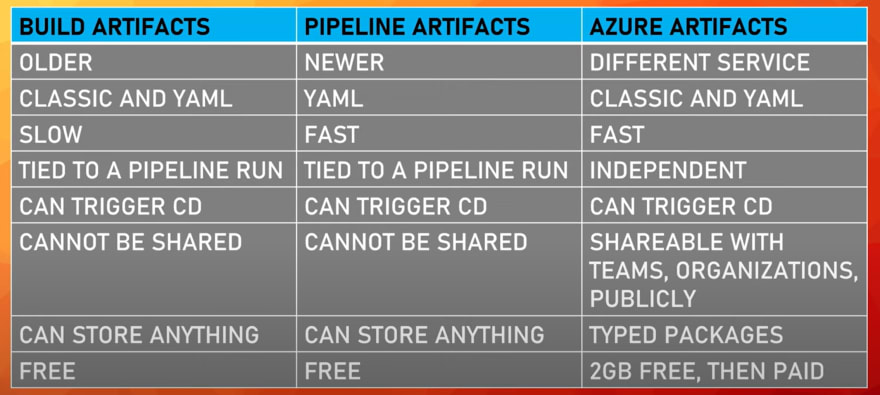 BUILD ARTIFACTS PIPELINE ARTIFACTS AZURE ARTIFACTS
OLDER NEWER DIFFERENT SERVICE
CLASSIC AND YAML YAML CLASSIC AND YAML
SLOW FAST FAST
TIED TO A PIPELINE RUN TIED TO A PIPELINE RUN INDEPENDENT
CAN TRIGGER CD CAN TRIGGER CD CAN TRIGGER CD
CANNOT BE SHARED CANNOT BE SHARED SHAREABLE WITH
TEAMS, ORGANIZATIONS,
PUBLICLY
CAN STORE ANYTHING CAN STORE ANYTHING TYPED PACKAGES
FREE FREE 2GB FREE, THEN PAID